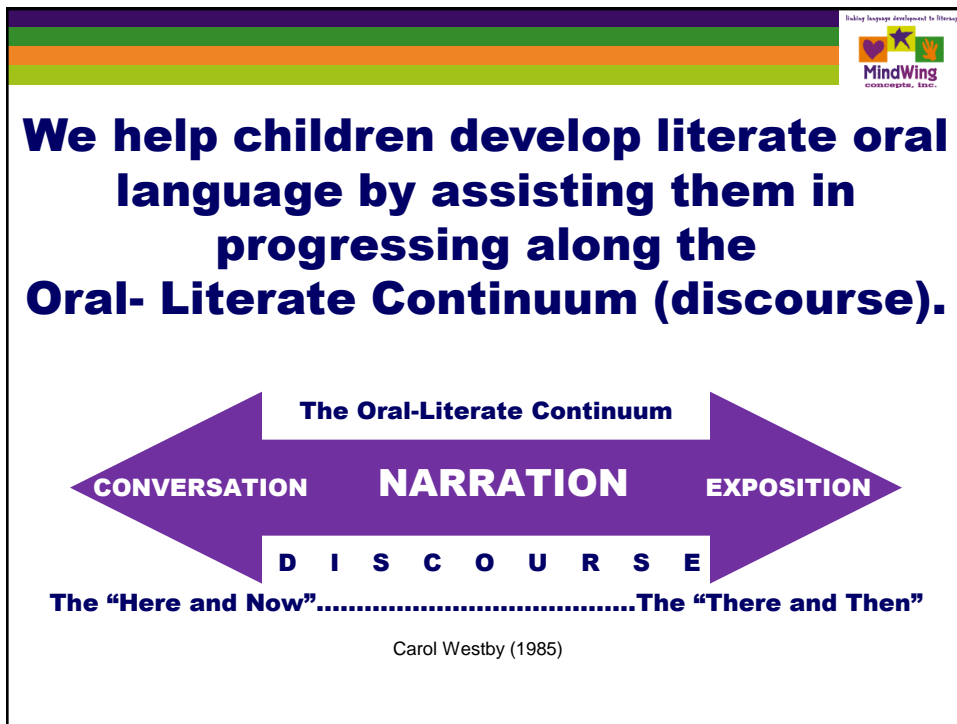 linking language development to literacy
MindWing
concepts, inc.
We help children develop literate oral
language by assisting them in
progressing along the
Oral- Literate Continuum (discourse).
The Oral-Literate Continuum
CONVERSATION NARRATION EXPOSITION
D I S C O U R S E
The “Here and Now”........................................The “There and Then”
Carol Westby (1985)